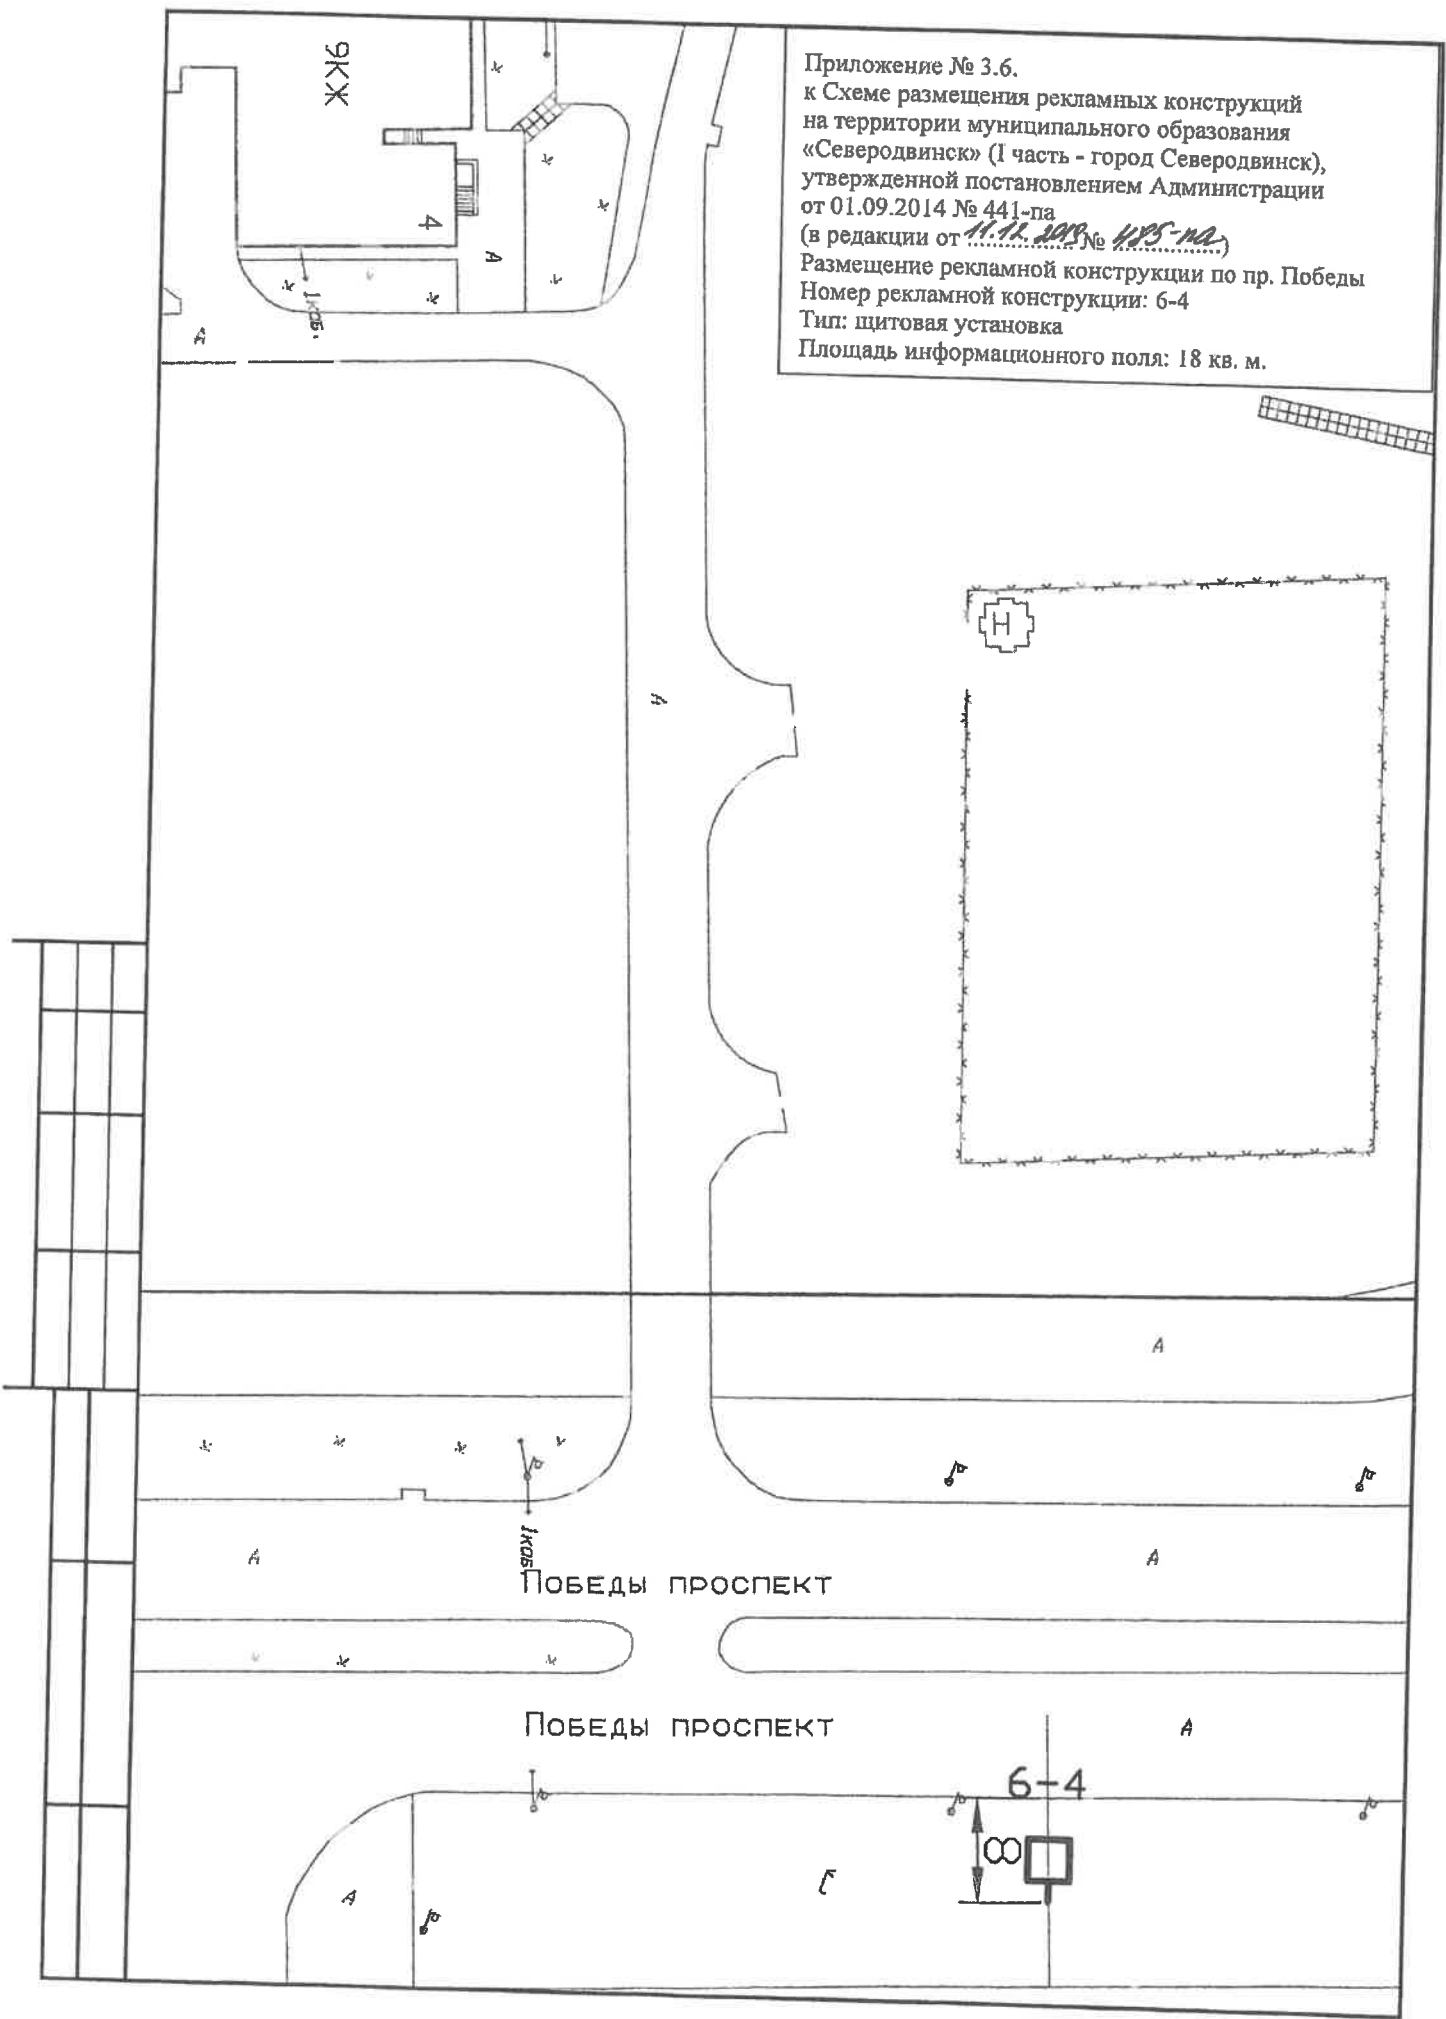 Приложение № 3.6.
к Схеме размещения рекламных конструкций
на территории муниципального образования
«Северодвинск» (I часть - город Северодвинск),
утвержденной постановлением Администрации
от 01.09.2014 № 441-па
(в редакции от 11.12.2019 № 485-па)
Размещение рекламной конструкции по пр. Победы
Номер рекламной конструкции: 6-4
Тип: щитовая установка
Площадь информационного поля: 18 кв. м.
9КЖ
4
А
1каб.
А
Н
А
А
1каб.
А
А
Победы проспект
Победы проспект
А
6-4
8
А